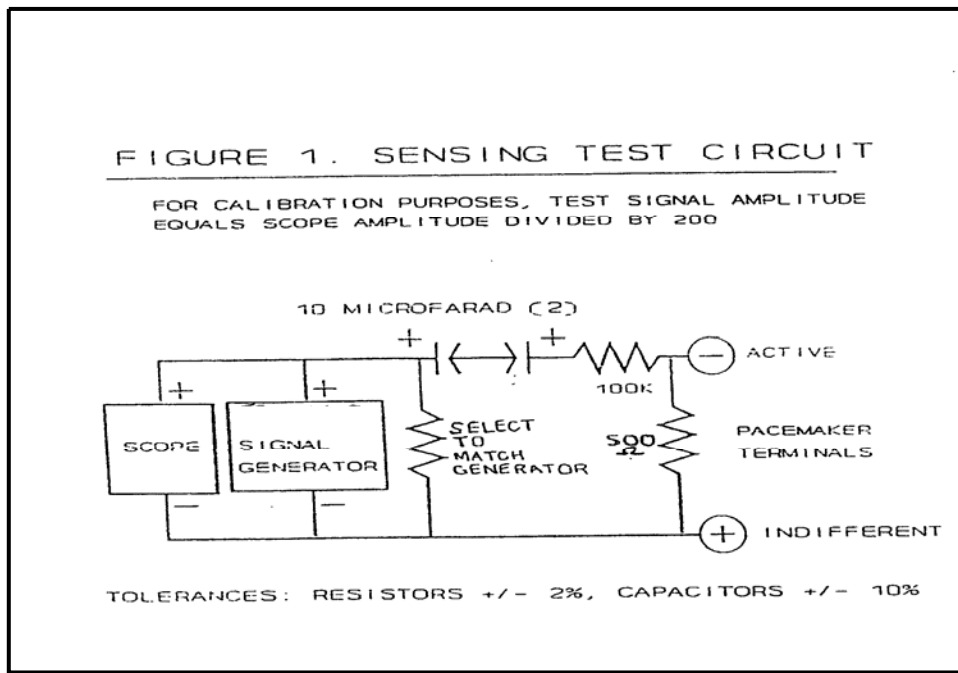 FIGURE 1. SENSING TEST CIRCUIT
FOR CALIBRATION PURPOSES, TEST SIGNAL AMPLITUDE
EQUALS SCOPE AMPLITUDE DIVIDED BY 200
10 MICROFARAD (2)
+ +
− ACTIVE
100K
+ +
SCOPE
SIGNAL
GENERATOR
SELECT
TO
MATCH
GENERATOR
500
Ω
PACEMAKER
TERMINALS
− −
+ INDIFFERENT
TOLERANCES: RESISTORS +/- 2%, CAPACITORS +/- 10%